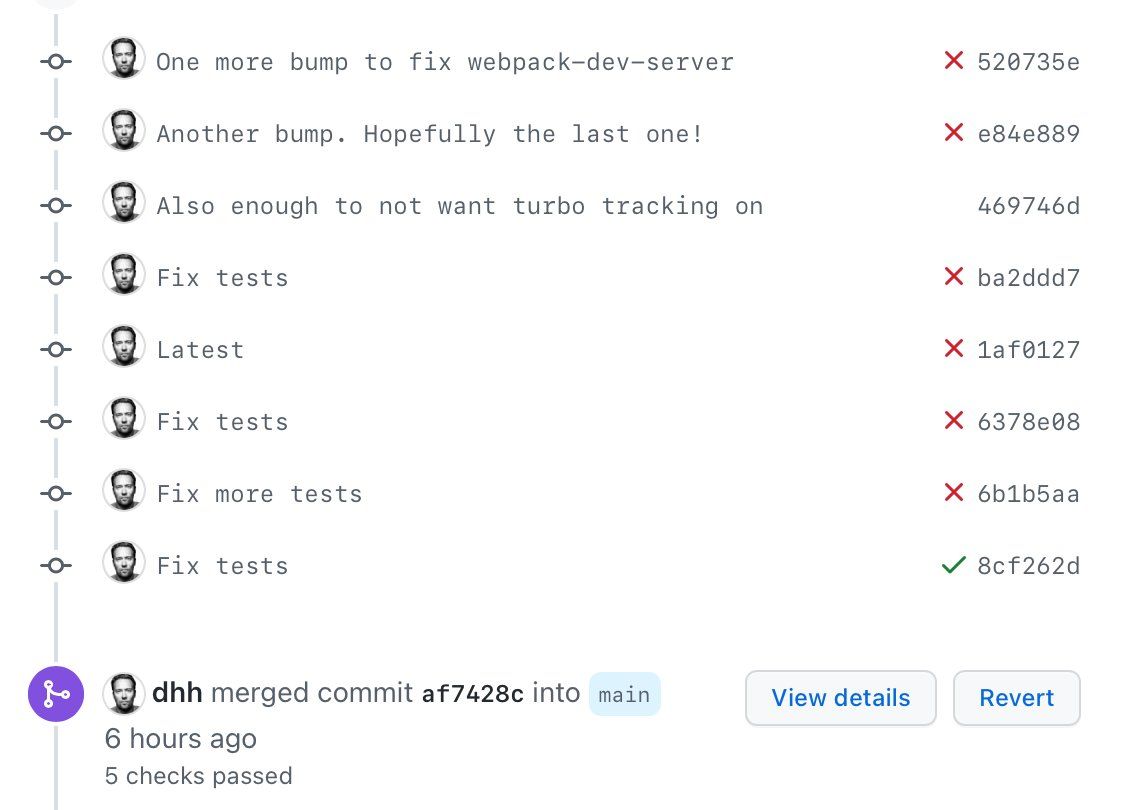 One more bump to fix webpack-dev-server 520735e
Another bump. Hopefully the last one! e84e889
Also enough to not want turbo tracking on 469746d
Fix tests ba2ddd7
Latest 1af0127
Fix tests 6378e08
Fix more tests 6b1b5aa
Fix tests 8cf262d
dhh merged commit af7428c into main View details Revert
6 hours ago
5 checks passed